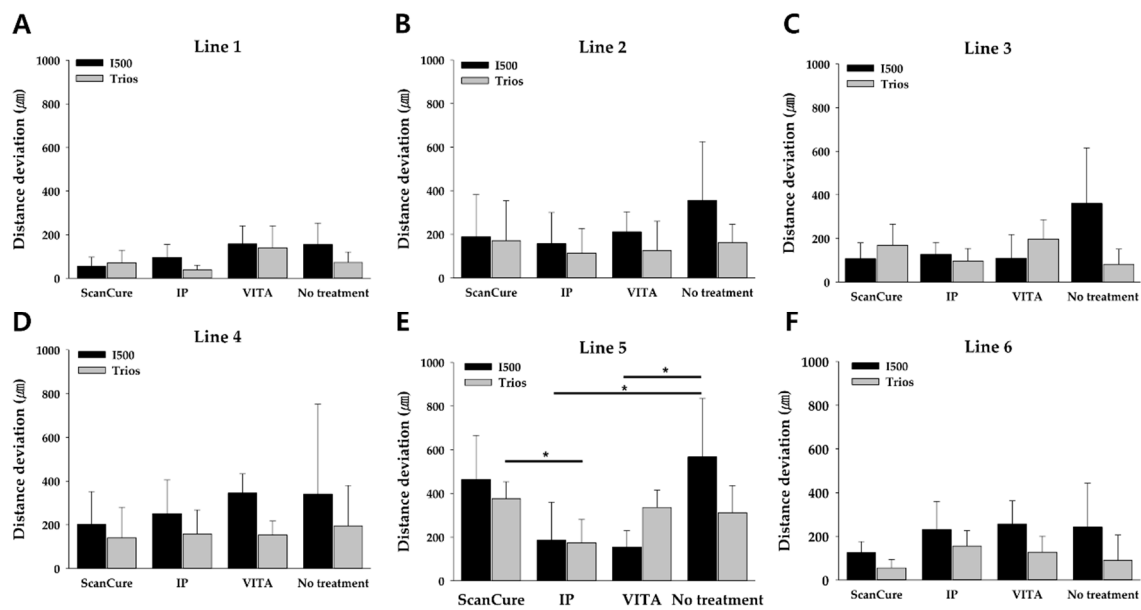 A
Line 1
I500
Trios
Distance deviation (㎛)
1000
800
600
400
200
0
ScanCure IP VITA No treatment
B
Line 2
I500
Trios
Distance deviation (㎛)
1000
800
600
400
200
0
ScanCure IP VITA No treatment
C
Line 3
I500
Trios
Distance deviation (㎛)
1000
800
600
400
200
0
ScanCure IP VITA No treatment
D
Line 4
I500
Trios
Distance deviation (㎛)
1000
800
600
400
200
0
ScanCure IP VITA No treatment
E
Line 5
I500
Trios
Distance deviation (㎛)
1000
800
600
400
200
0
*
*
*
ScanCure IP VITA No treatment
F
Line 6
I500
Trios
Distance deviation (㎛)
1000
800
600
400
200
0
ScanCure IP VITA No treatment